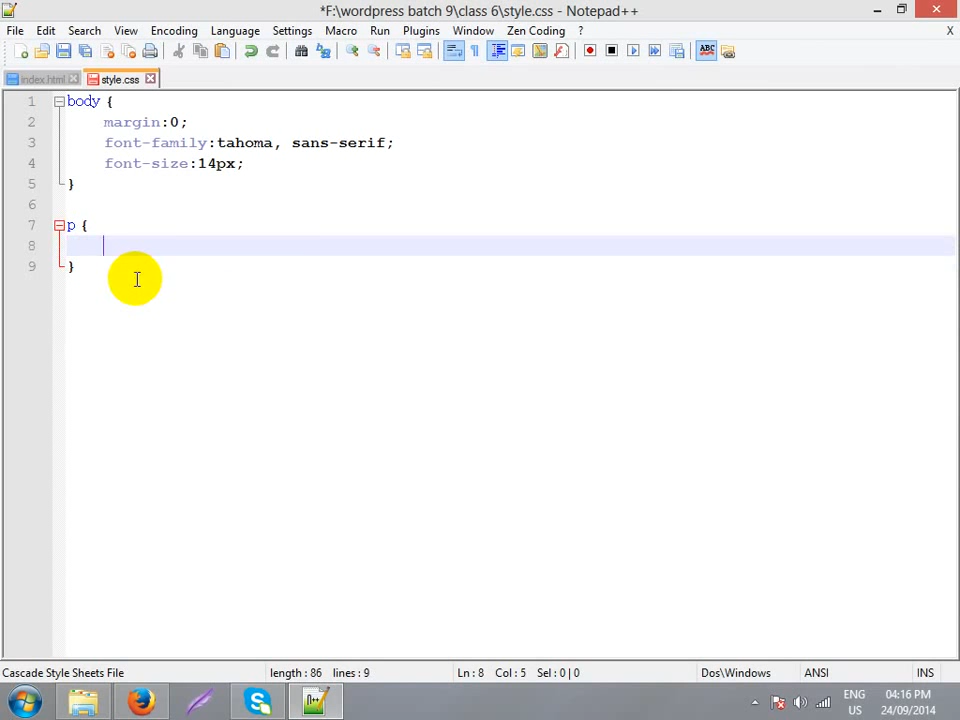 *F:\wordpress batch 9\class 6\style.css - Notepad++
File Edit Search View Encoding Language Settings Macro Run Plugins Window Zen Coding ? X
index.html style.css
1 body {
2 margin:0;
3 font-family:tahoma, sans-serif;
4 font-size:14px;
5 }
6
7 p {
8
9 }
Cascade Style Sheets File length : 86 lines : 9 Ln : 8 Col : 5 Sel : 0 | 0 Dos\Windows ANSI INS
ENG 04:16 PM
US 24/09/2014